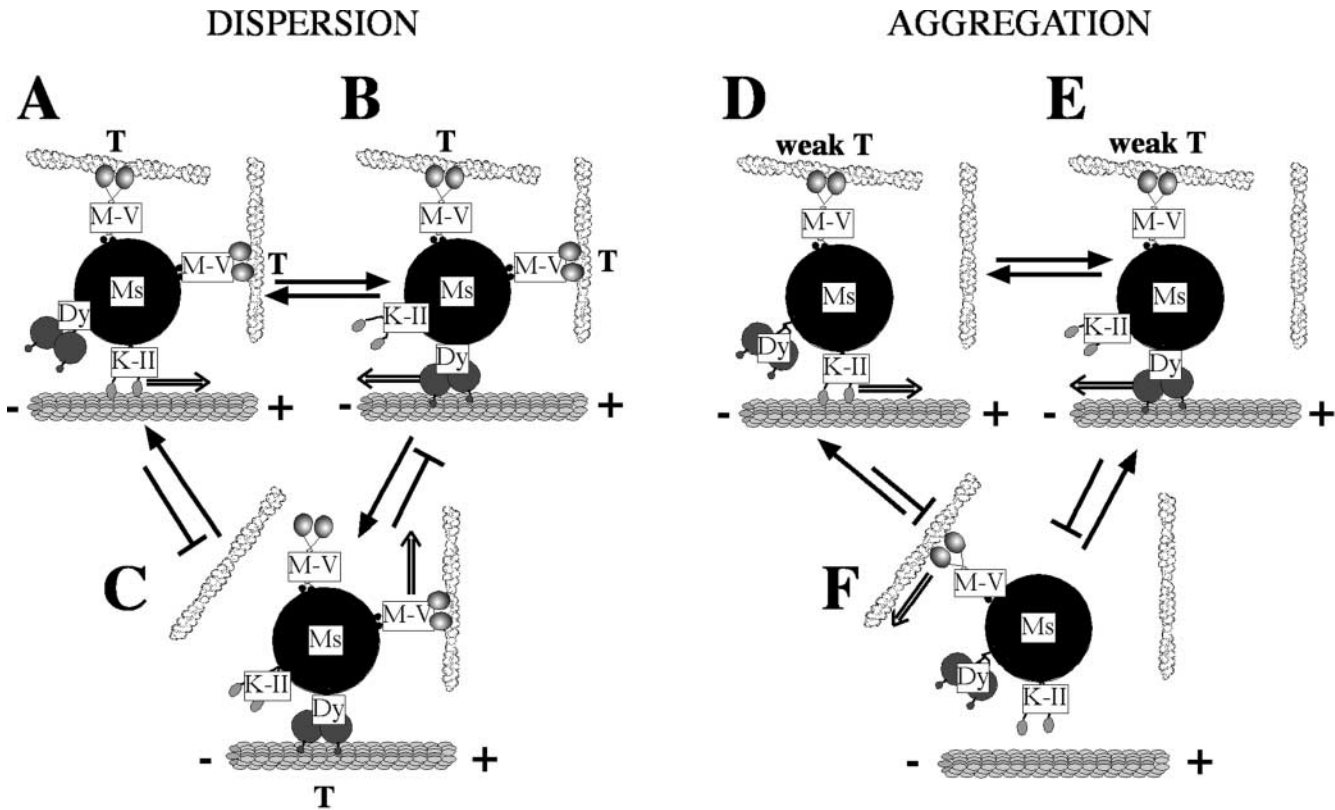 DISPERSION
AGGREGATION
A
B
D
E
T
T
weak T
weak T
M-V
M-V
M-V
M-V
M-V
T
M-V
T
Ms
Ms
Ms
Ms
Dy
K-II
K-II
K-II
Dy
Dy
K-II
Dy
- +
- +
- +
- +
C
F
M-V
M-V
M-V
Ms
Ms
K-II
Dy
Dy
K-II
- +
- +
T